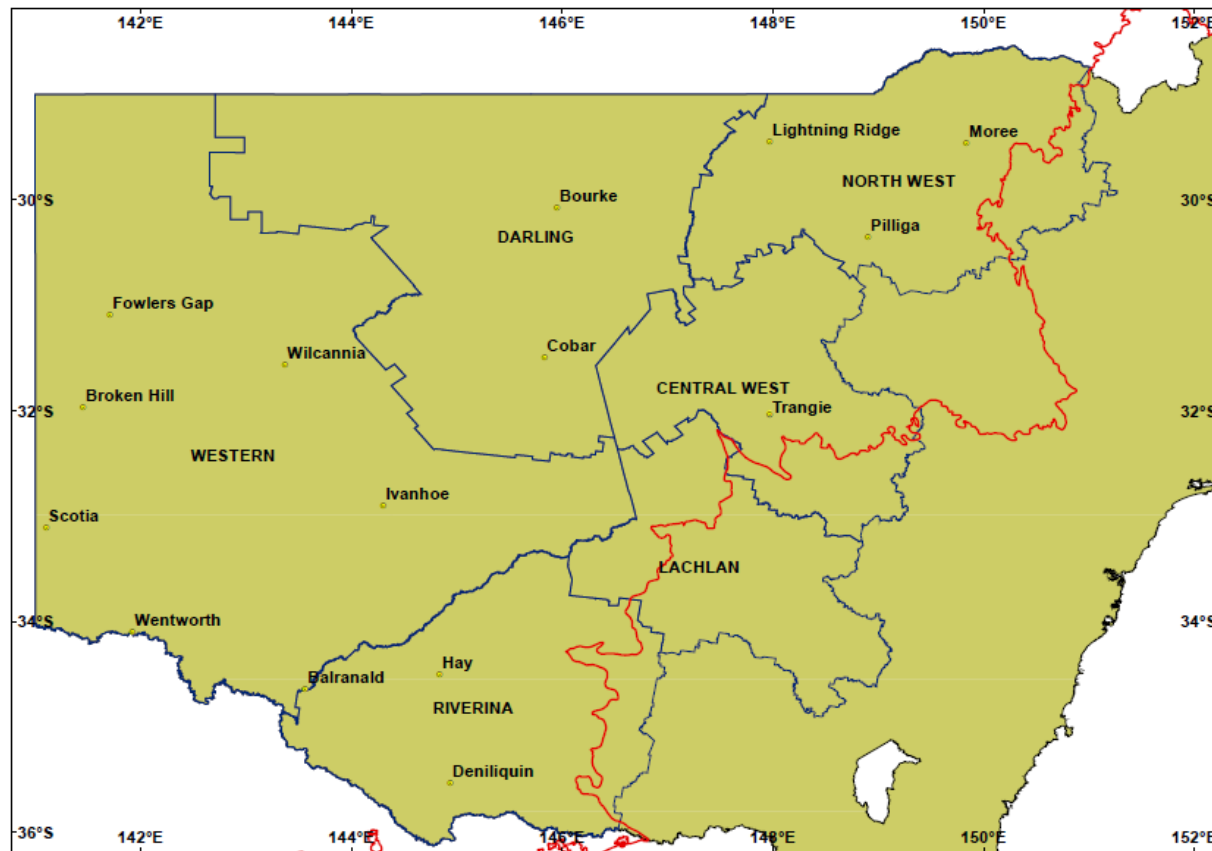 142°E 144°E 146°E 148°E 150°E 152°E
Lightning Ridge Moree
NORTH WEST
30°S 30°S
Bourke
Pilliga
DARLING
Fowlers Gap
Wilcannia Cobar
Broken Hill CENTRAL WEST
32°S Trangie 32°S
WESTERN
Ivanhoe
Scotia
LACHLAN
Wentworth 34°S 34°S
Balranald Hay
RIVERINA
Deniliquin
36°S 36°S
142°E 144°E 146°E 148°E 150°E 152°E